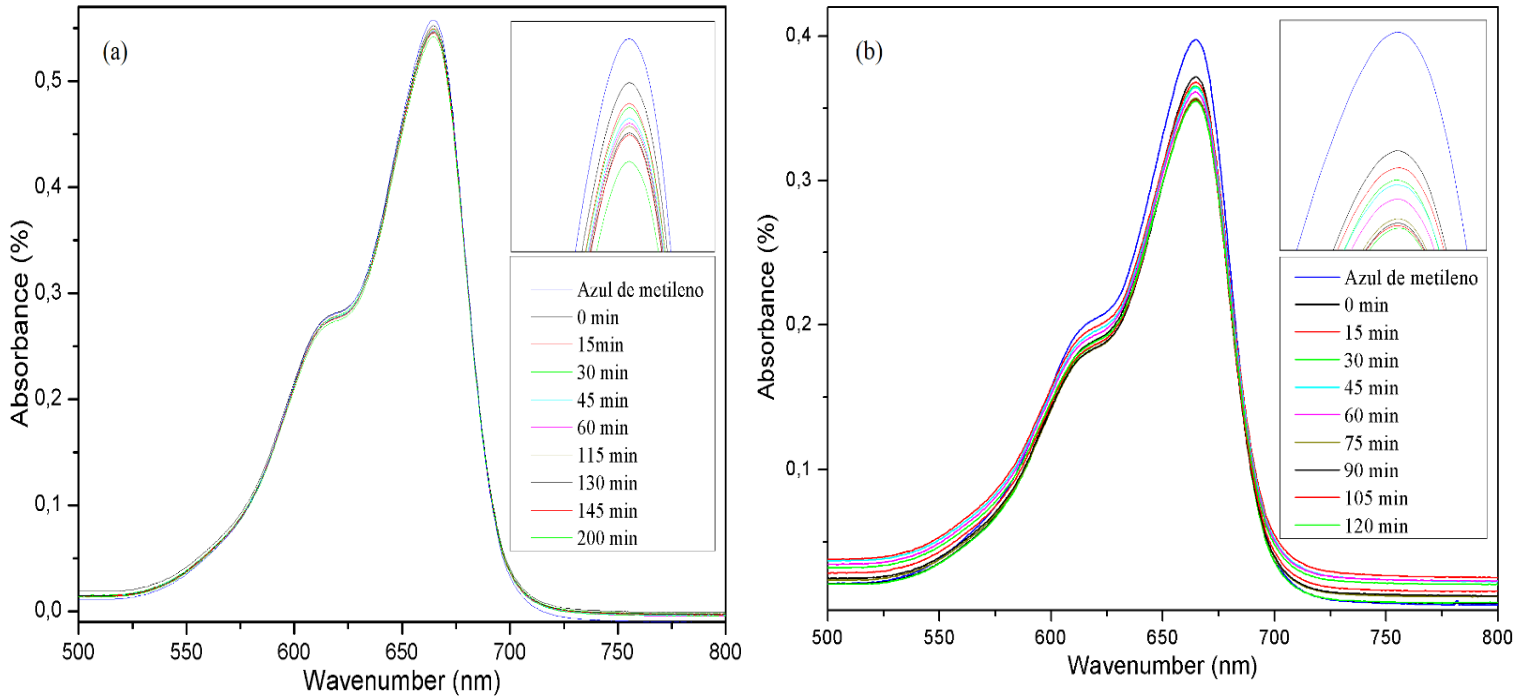 (a)
Absorbance (%)
0,5
0,4
0,3
0,2
0,1
0,0
Azul de metileno
0 min
15min
30 min
45 min
60 min
115 min
130 min
145 min
200 min
500 550 600 650 700 750 800
Wavenumber (nm)
(b)
Absorbance (%)
0,4
0,3
0,2
0,1
Azul de metileno
0 min
15 min
30 min
45 min
60 min
75 min
90 min
105 min
120 min
500 550 600 650 700 750 800
Wavenumber (nm)